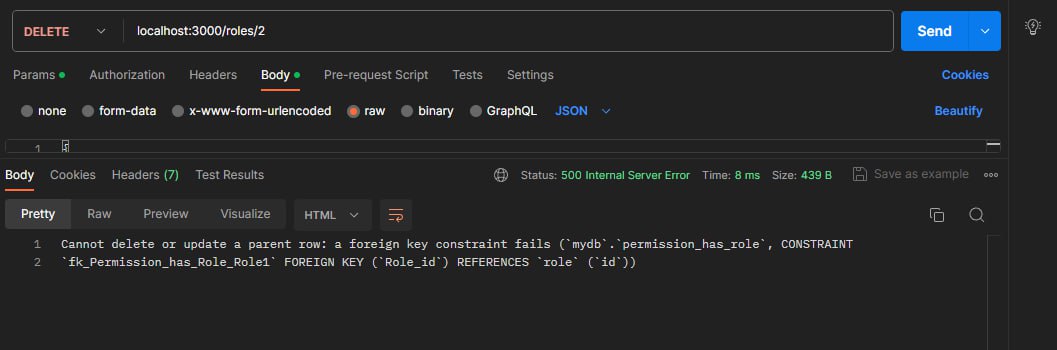 DELETE localhost:3000/roles/2 Send
Params Authorization Headers Body Pre-request Script Tests Settings Cookies
none form-data x-www-form-urlencoded raw binary GraphQL JSON Beautify
1 {
Body Cookies Headers (7) Test Results Status: 500 Internal Server Error Time: 8 ms Size: 439 B Save as example
Pretty Raw Preview Visualize HTML
1 Cannot delete or update a parent row: a foreign key constraint fails (`mydb`.`permission_has_role`, CONSTRAINT
2 `fk_Permission_has_Role_Role1` FOREIGN KEY (`Role_id`) REFERENCES `role` (`id`))